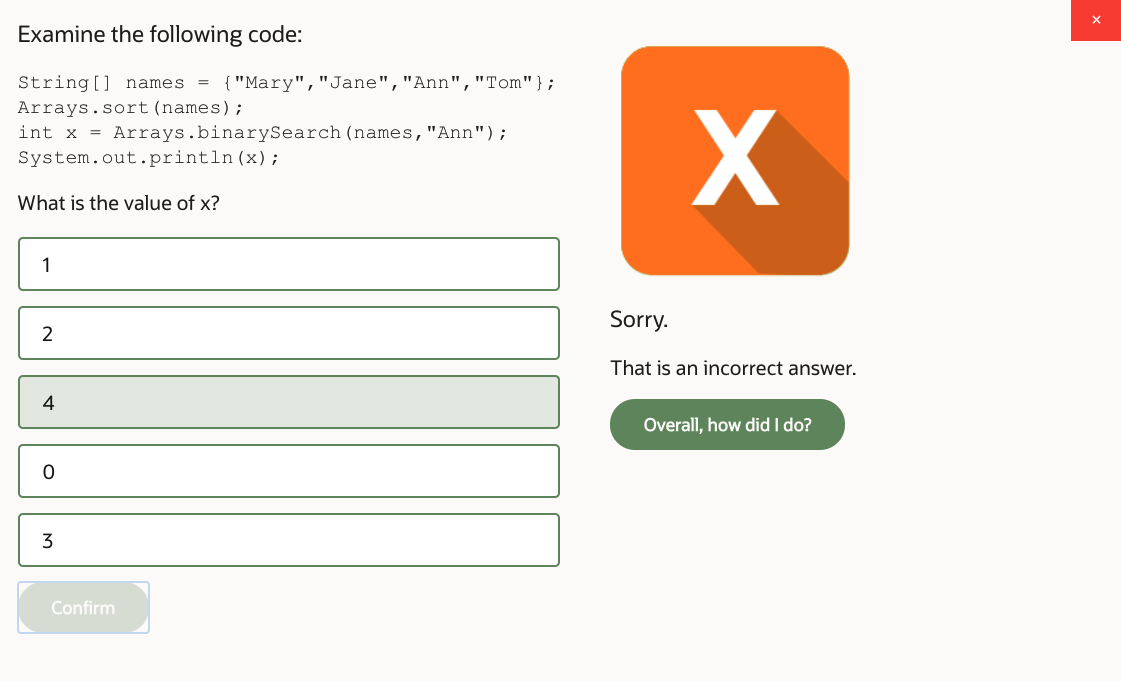 Examine the following code:
String[] names = {"Mary","Jane","Ann","Tom"};
Arrays.sort(names);
int x = Arrays.binarySearch(names,"Ann");
System.out.println(x);
What is the value of x?
1
2
4
0
3
Confirm
×
X
Sorry.
That is an incorrect answer.
Overall, how did I do?